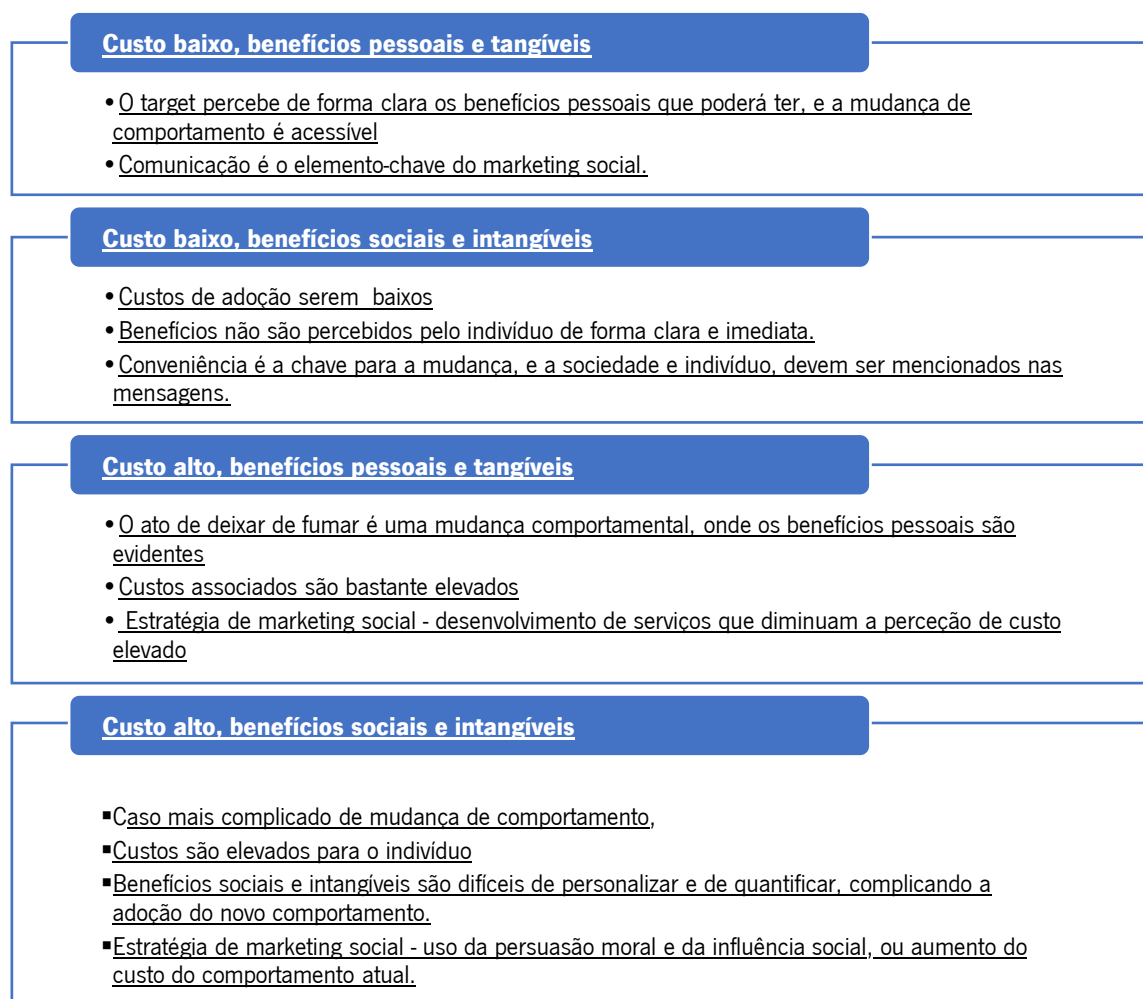 Custo baixo, benefícios pessoais e tangíveis
•O target percebe de forma clara os benefícios pessoais que poderá ter, e a mudança de
comportamento é acessível
•Comunicação é o elemento-chave do marketing social.
Custo baixo, benefícios sociais e intangíveis
•Custos de adoção serem  baixos
•Benefícios não são percebidos pelo indivíduo de forma clara e imediata.
•Conveniência é a chave para a mudança, e a sociedade e indivíduo, devem ser mencionados nas
mensagens.
Custo alto, benefícios pessoais e tangíveis
•O ato de deixar de fumar é uma mudança comportamental, onde os benefícios pessoais são
evidentes
•Custos associados são bastante elevados
• Estratégia de marketing social - desenvolvimento de serviços que diminuam a perceção de custo
elevado
Custo alto, benefícios sociais e intangíveis
▪Caso mais complicado de mudança de comportamento,
▪Custos são elevados para o indivíduo
▪Benefícios sociais e intangíveis são difíceis de personalizar e de quantificar, complicando a
adoção do novo comportamento.
▪Estratégia de marketing social - uso da persuasão moral e da influência social, ou aumento do
custo do comportamento atual.